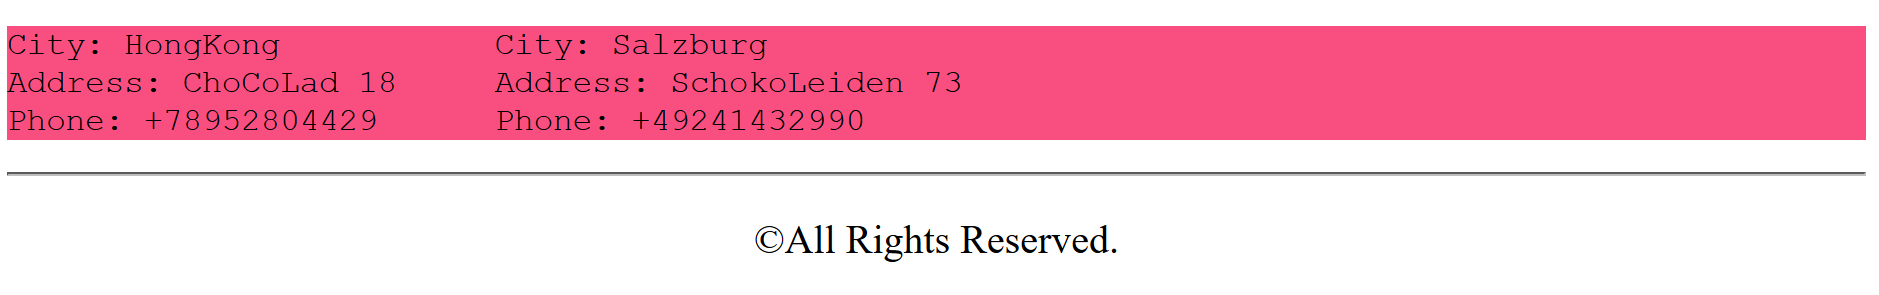 City: HongKong           City: Salzburg
Address: ChoCoLad 18     Address: SchokoLeiden 73
Phone: +78952804429      Phone: +49241432990
©All Rights Reserved.